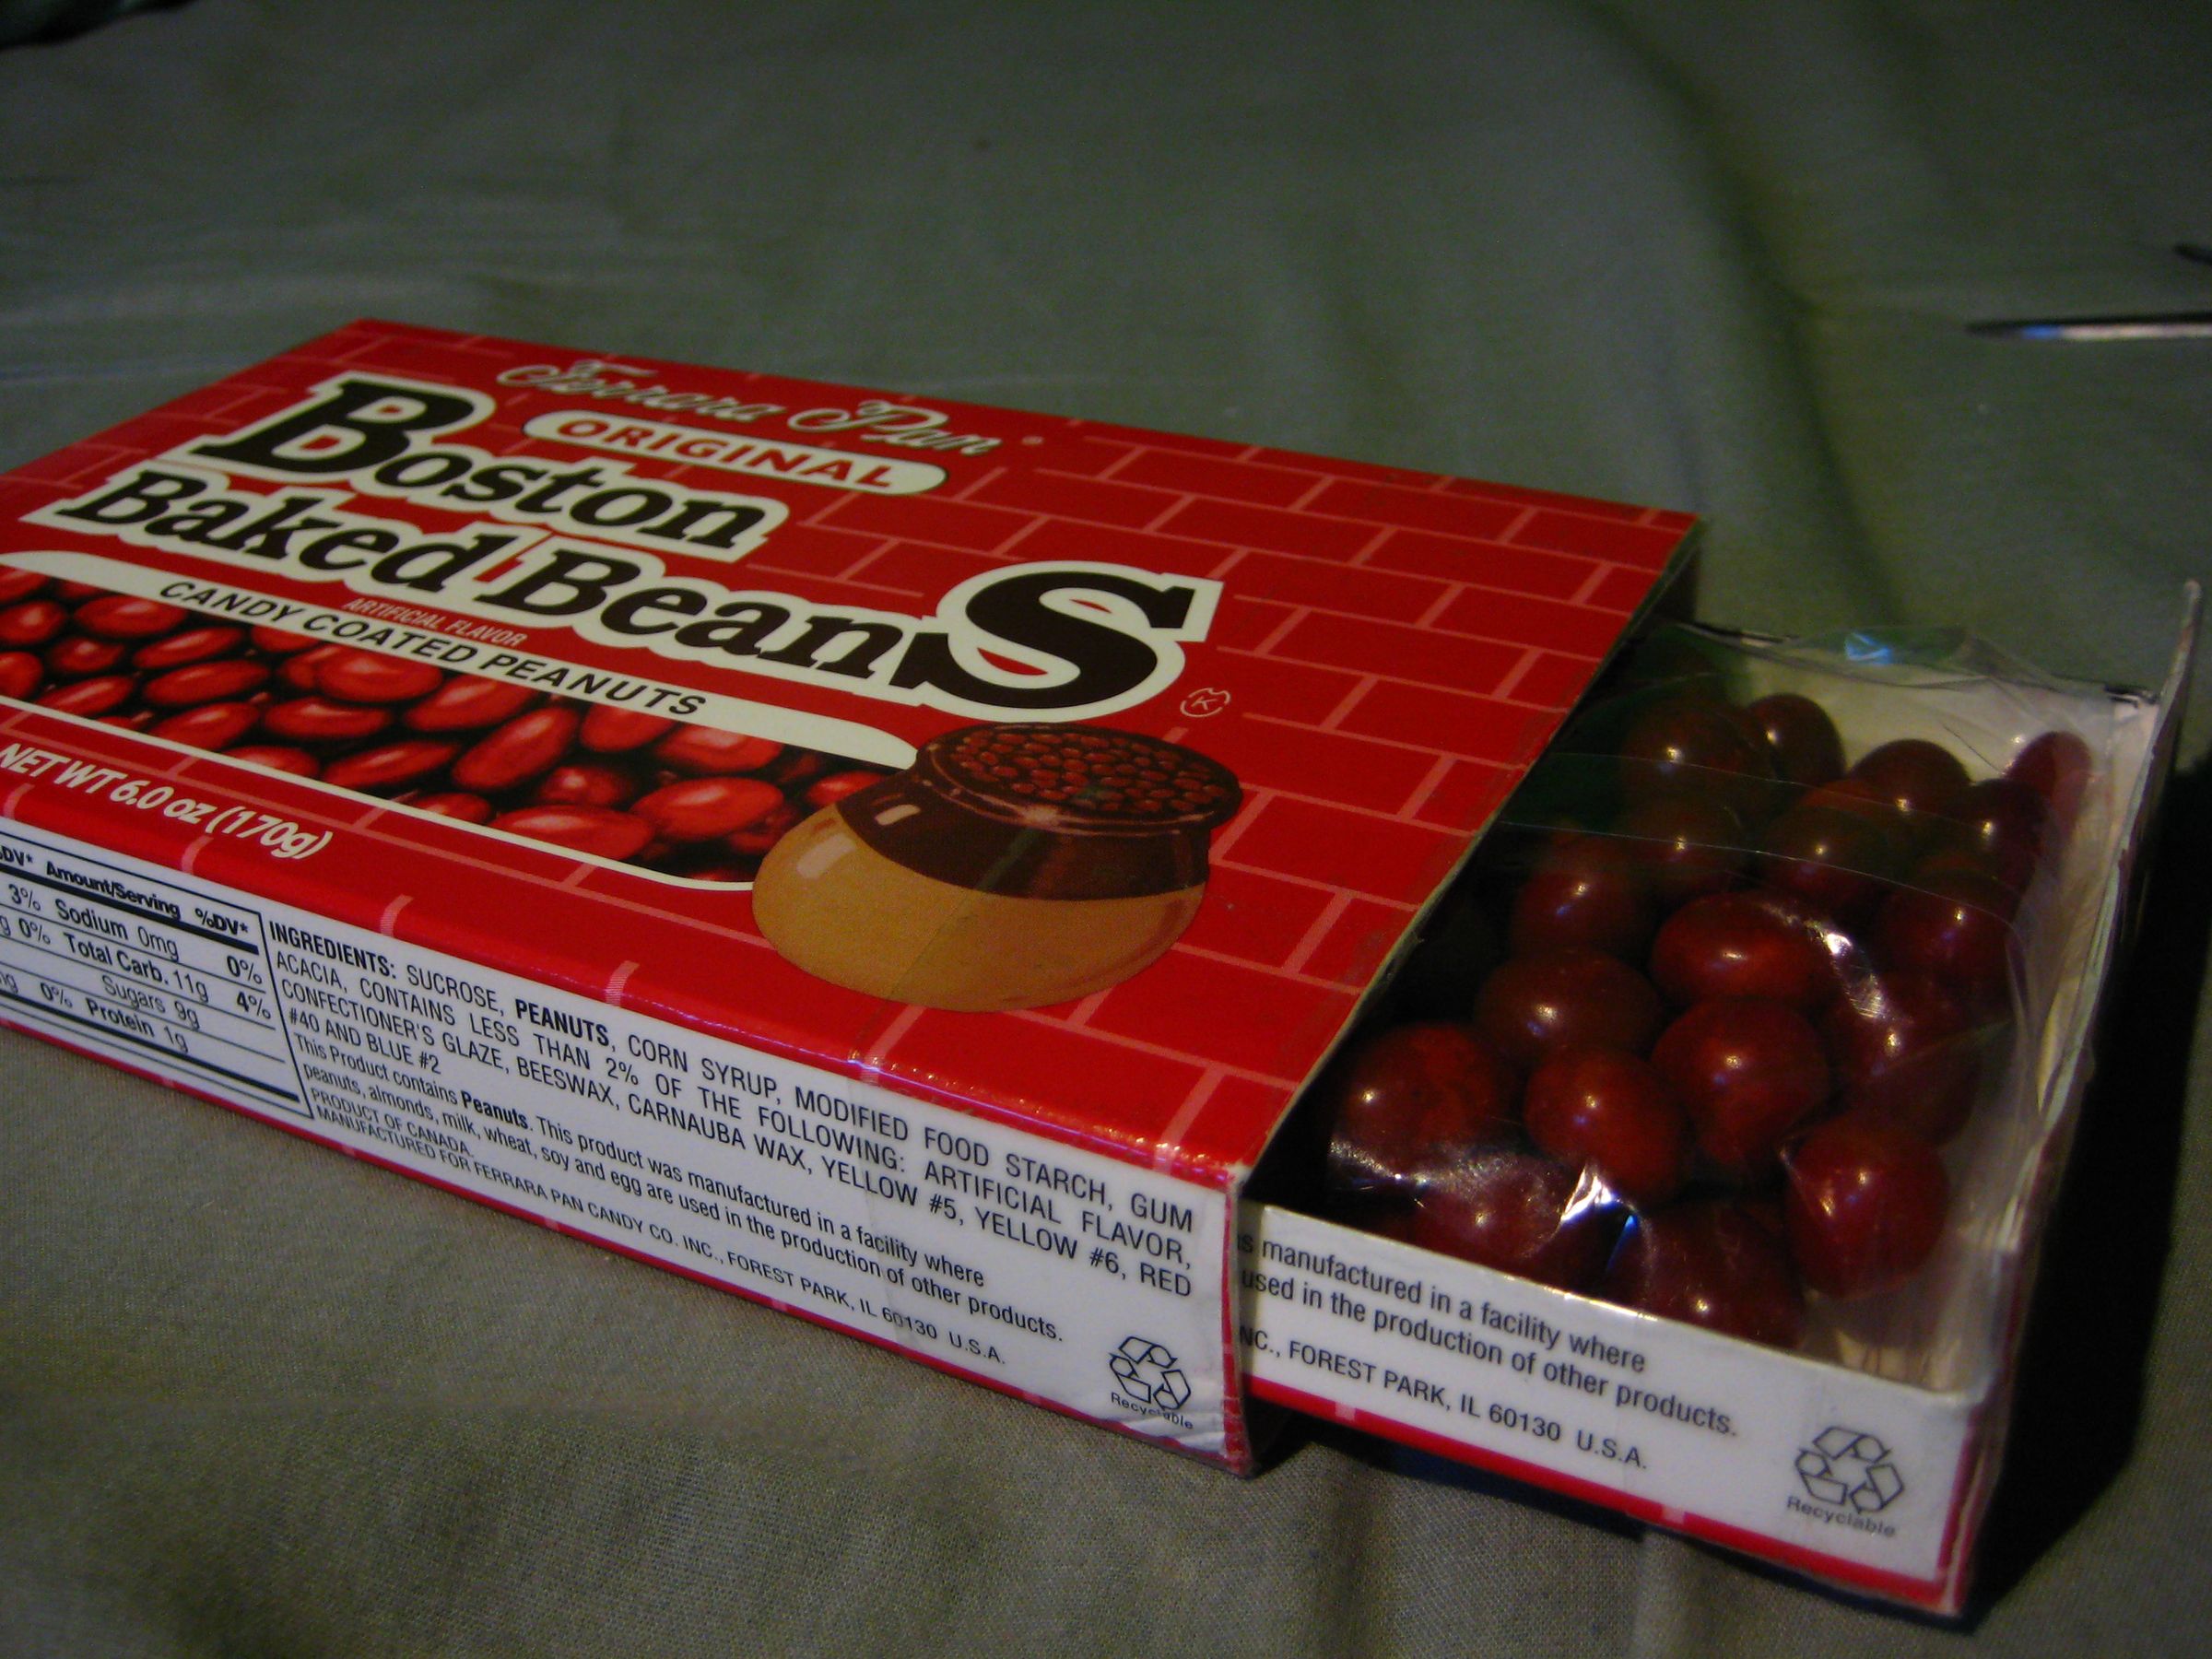 Ferrara Pan
ORIGINAL
Boston
Baked BeanS
ARTIFICIAL FLAVOR
CANDY COATED PEANUTS
K
NET WT 6.0 oz (170g)
Amount/Serving %DV*
3% Sodium 0mg 0%
0% Total Carb. 11g 4%
Sugars 9g
0% Protein 1g
INGREDIENTS: SUCROSE, PEANUTS, CORN SYRUP, MODIFIED FOOD STARCH, GUM
ACACIA, CONTAINS LESS THAN 2% OF THE FOLLOWING: ARTIFICIAL FLAVOR,
CONFECTIONER'S GLAZE, BEESWAX, CARNAUBA WAX, YELLOW #5, YELLOW #6, RED
#40 AND BLUE #2
This Product contains Peanuts. This product was manufactured in a facility where
peanuts, almonds, milk, wheat, soy and egg are used in the production of other products.
PRODUCT OF CANADA.
MANUFACTURED FOR FERRARA PAN CANDY CO. INC., FOREST PARK, IL 60130 U.S.A.
Recyclable
manufactured in a facility where
used in the production of other products.
NC., FOREST PARK, IL 60130 U.S.A.
Recyclable